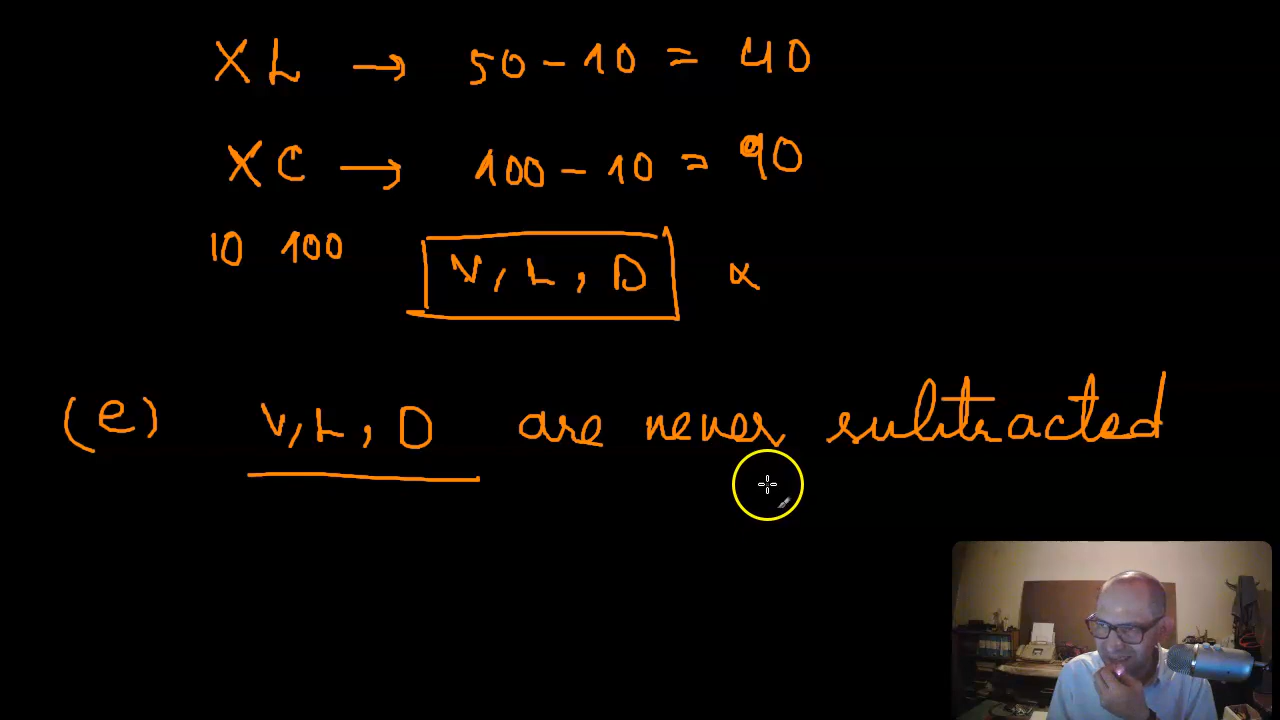 XL → 50 - 10 = 40
XC → 100 - 10 = 90
10 100
V, L, D
(e) V, L, D are never subtracted